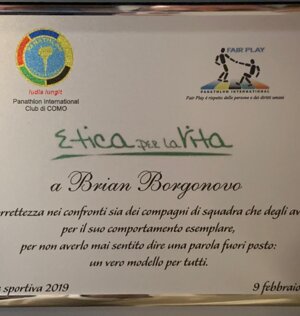 PANATHLON
ludis iungit
Panathlon International
Club di COMO
FAIR PLAY
PANATHLON INTERNATIONAL
Fair Play è rispetto delle persone e dei diritti umani
Etica per la Vita
a Brian Borgonovo
rrettezza nei confronti sia dei compagni di squadra che degli av
per il suo comportamento esemplare,
per non averlo mai sentito dire una parola fuori posto:
un vero modello per tutti.
sportiva 2019
9 febbraio